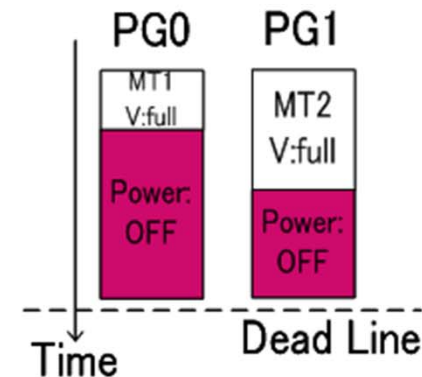 PG0 PG1
MT1
V:full
MT2
V:full
Power:
OFF
Power:
OFF
Time
Dead Line